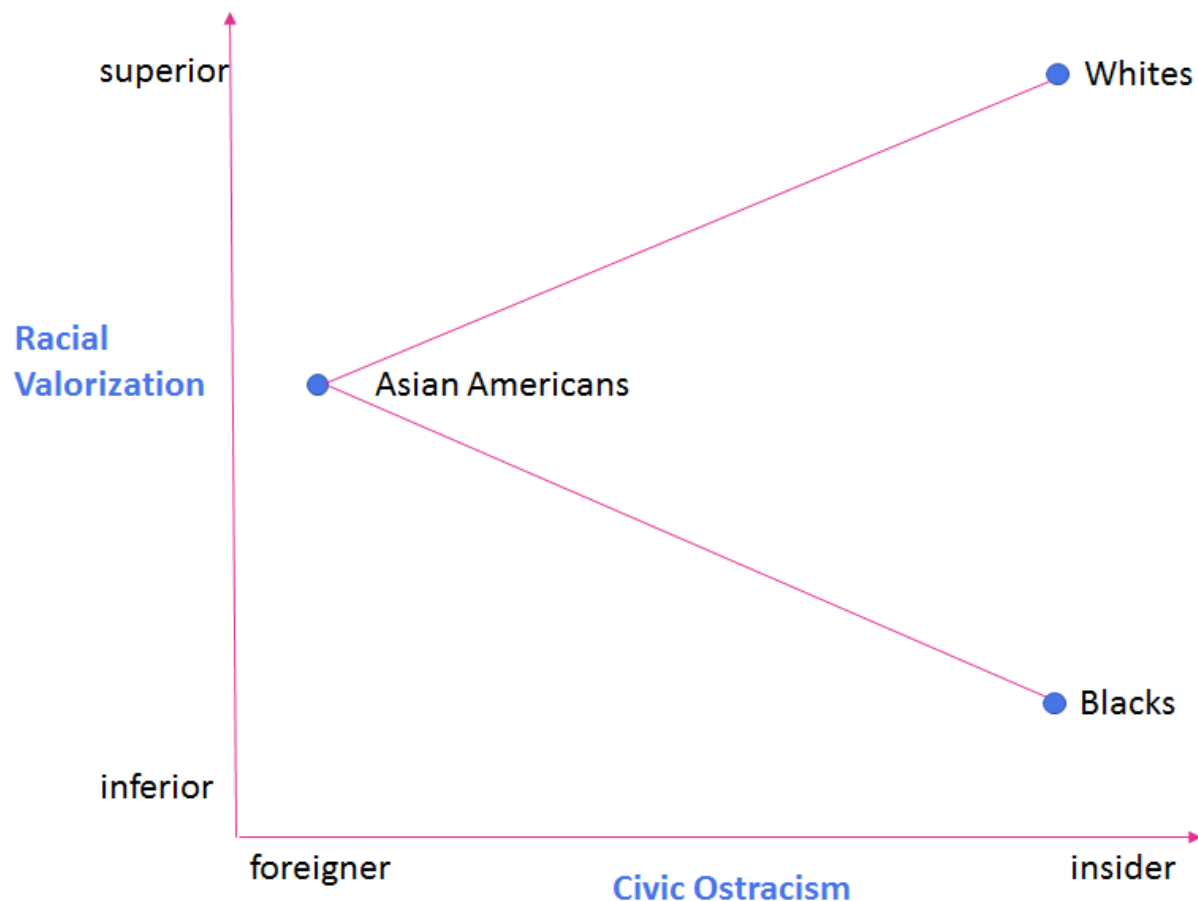 superior
Whites
Racial
Valorization
Asian Americans
Blacks
inferior
foreigner
insider
Civic Ostracism